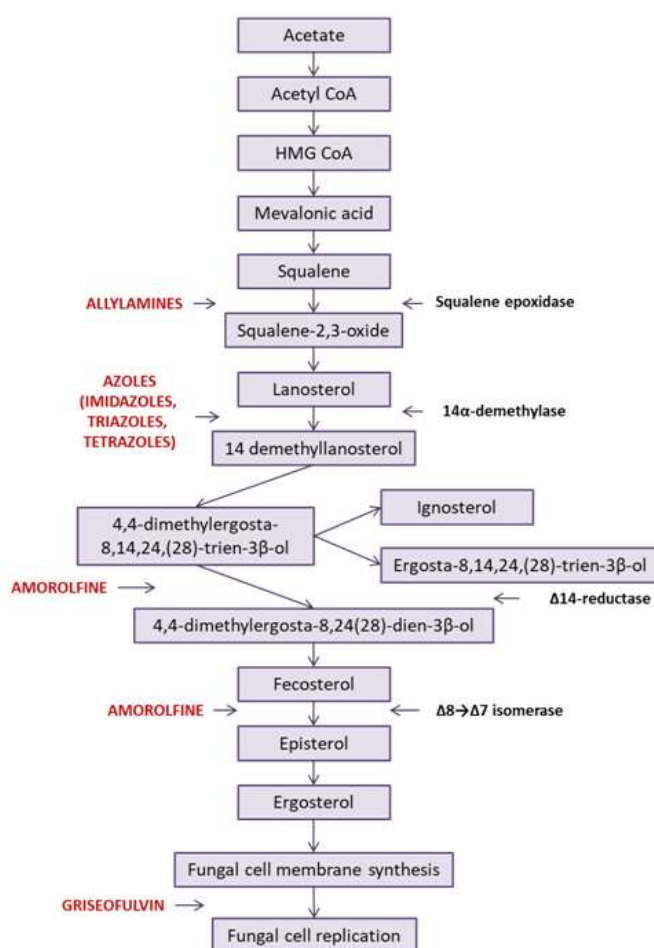 Acetate
Acetyl CoA
HMG CoA
Mevalonic acid
Squalene
ALLYLAMINES
Squalene epoxidase
Squalene-2,3-oxide
AZOLES
(IMIDAZOLES,
TRIAZOLES,
TETRAZOLES)
Lanosterol
14α-demethylase
14 demethyllanosterol
4,4-dimethylergosta-
8,14,24,(28)-trien-3β-ol
Ignosterol
Ergosta-8,14,24,(28)-trien-3β-ol
AMOROLFINE
Δ14-reductase
4,4-dimethylergosta-8,24(28)-dien-3β-ol
Fecosterol
AMOROLFINE
Δ8→Δ7 isomerase
Episterol
Ergosterol
Fungal cell membrane synthesis
GRISEOFULVIN
Fungal cell replication